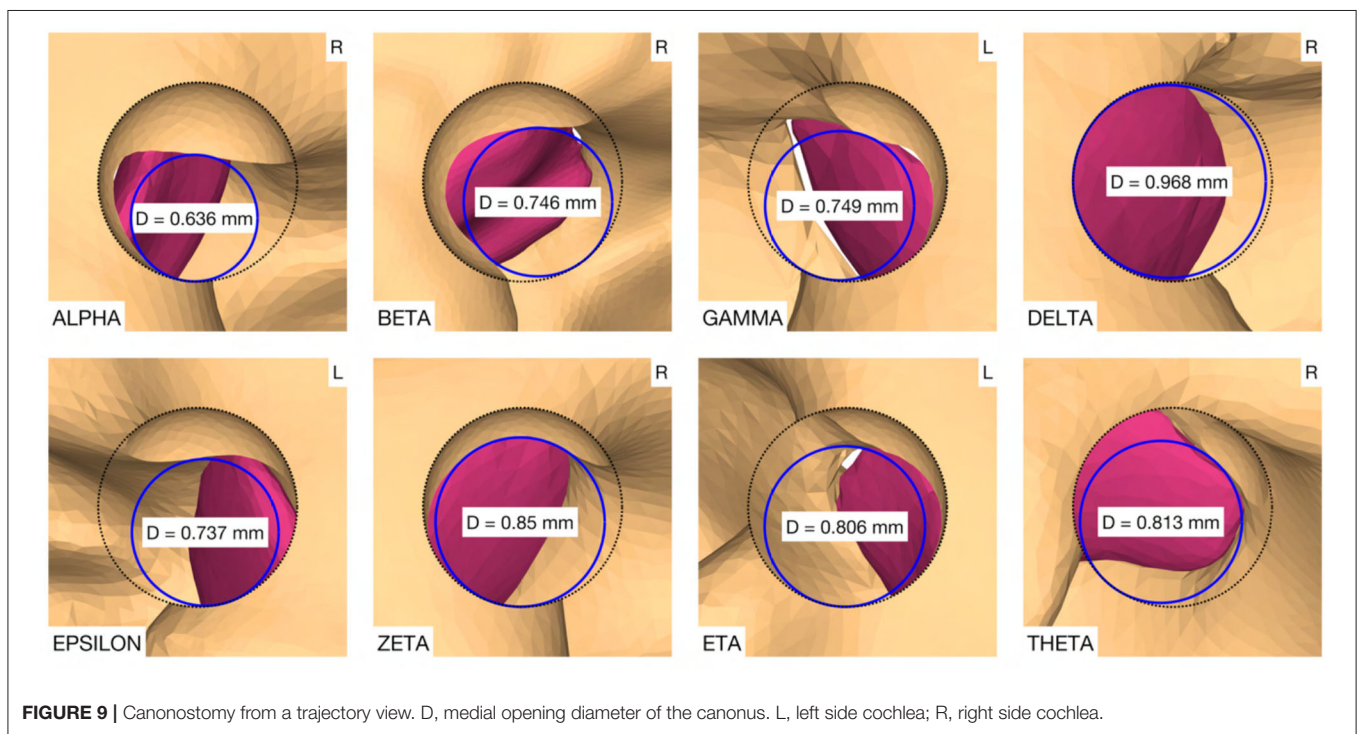 R
D = 0.636 mm
ALPHA
R
D = 0.746 mm
BETA
L
D = 0.749 mm
GAMMA
R
D = 0.968 mm
DELTA
L
D = 0.737 mm
EPSILON
R
D = 0.85 mm
ZETA
L
D = 0.806 mm
ETA
R
D = 0.813 mm
THETA
FIGURE 9 | Canonostomy from a trajectory view. D, medial opening diameter of the canonus. L, left side cochlea; R, right side cochlea.